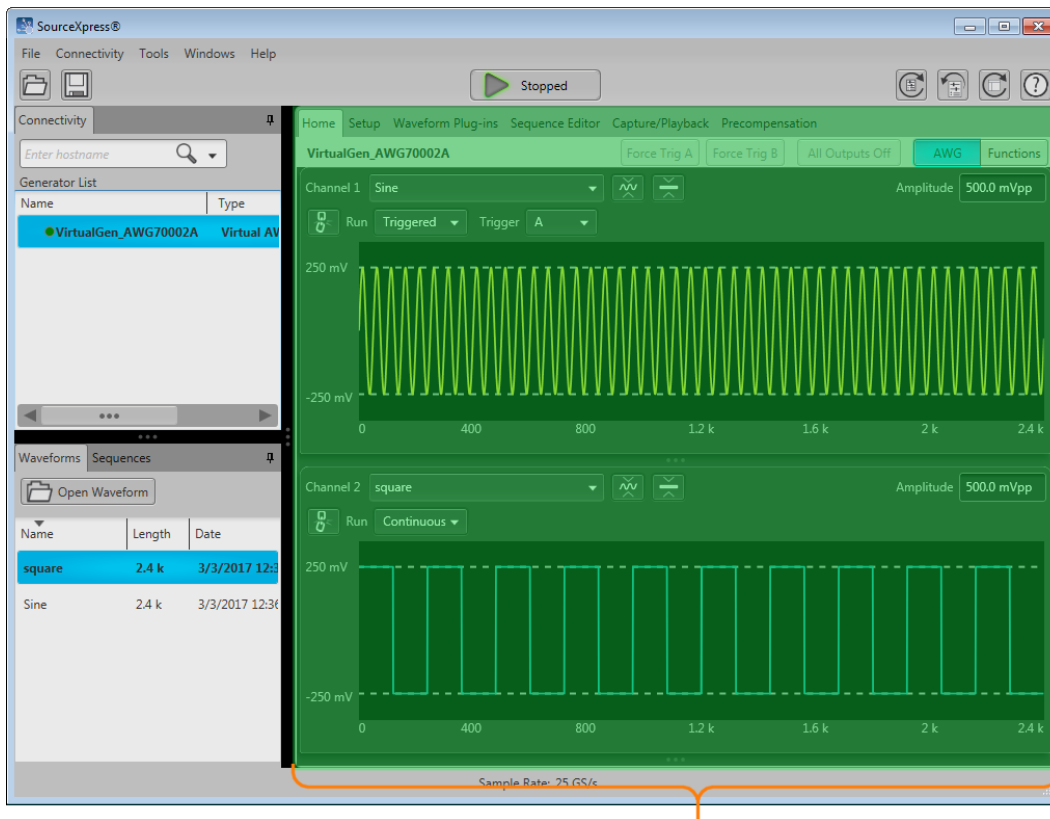 SourceXpress®
File Connectivity Tools Windows Help
Stopped
Connectivity
Enter hostname
Generator List
Name Type
VirtualGen_AWG70002A Virtual AW
Home Setup Waveform Plug-ins Sequence Editor Capture/Playback Precompensation
VirtualGen_AWG70002A Force Trig A Force Trig B All Outputs Off AWG Functions
Channel 1 Sine Amplitude 500.0 mVpp
Run Triggered Trigger A
250 mV
-250 mV
0 400 800 1.2 k 1.6 k 2 k 2.4 k
Waveforms Sequences
Open Waveform
Name Length Date
square 2.4 k 3/3/2017 12:3
Sine 2.4 k 3/3/2017 12:36
Channel 2 square Amplitude 500.0 mVpp
Run Continuous
250 mV
-250 mV
0 400 800 1.2 k 1.6 k 2 k 2.4 k
Sample Rate: 25 GS/s